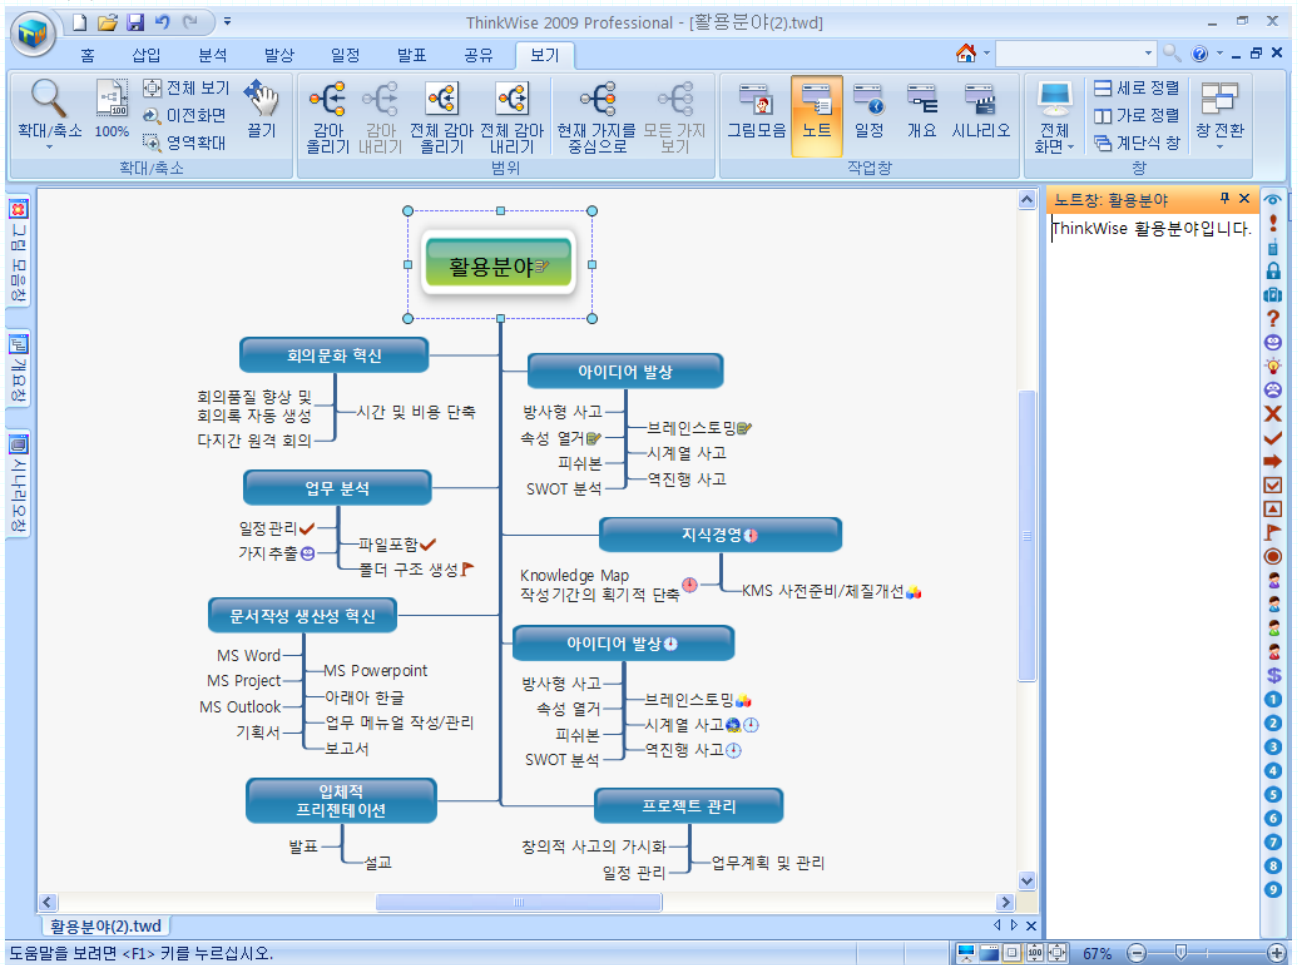 ThinkWise 2009 Professional - [활용분야(2).twd]
홈 삽입 분석 발상 일정 발표 공유 보기
확대/축소
100%
전체 보기
이전화면
영역확대
끌기
확대/축소
감아
올리기
감아
내리기
전체 감아
올리기
전체 감아
내리기
현재 가지를
중심으로
모든 가지
보기
범위
그림모음
노트
일정
개요
시나리오
작업창
전체
화면
세로 정렬
가로 정렬
계단식 창
창 전환
창
그림 모음창
개요창
시나리오창
활용분야
회의문화 혁신
회의품질 향상 및
회의록 자동 생성
다지간 원격 회의
시간 및 비용 단축
아이디어 발상
방사형 사고
속성 열거
피쉬본
SWOT 분석
브레인스토밍
시계열 사고
역진행 사고
업무 분석
일정관리
가지추출
파일포함
폴더 구조 생성
지식경영
Knowledge Map
작성기간의 획기적 단축
KMS 사전준비/체질개선
문서작성 생산성 혁신
MS Word
MS Project
MS Outlook
기획서
MS Powerpoint
아래아 한글
업무 메뉴얼 작성/관리
보고서
아이디어 발상
방사형 사고
속성 열거
피쉬본
SWOT 분석
브레인스토밍
시계열 사고
역진행 사고
입체적
프리젠테이션
발표
설교
프로젝트 관리
창의적 사고의 가시화
일정 관리
업무계획 및 관리
노트창: 활용분야
ThinkWise 활용분야입니다.
1
2
3
4
5
6
7
8
9
활용분야(2).twd
도움말을 보려면 <F1> 키를 누르십시오.
67%